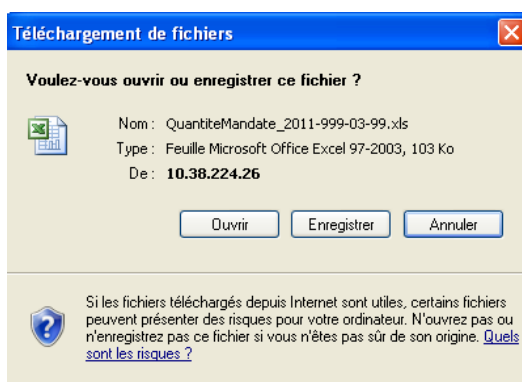 Téléchargement de fichiers
Voulez-vous ouvrir ou enregistrer ce fichier ?
Nom : QuantiteMandate_2011-999-03-99.xls
Type : Feuille Microsoft Office Excel 97-2003, 103 Ko
De : 10.38.224.26
Ouvrir Enregistrer Annuler
Si les fichiers téléchargés depuis Internet sont utiles, certains fichiers
peuvent présenter des risques pour votre ordinateur. N'ouvrez pas ou
n'enregistrez pas ce fichier si vous n'êtes pas sûr de son origine. Quels
sont les risques ?